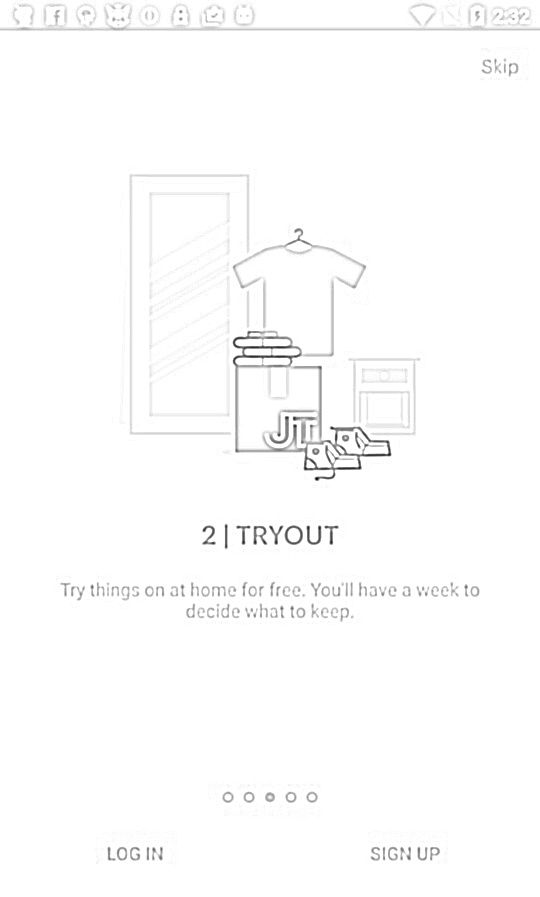 2:32
Skip
JT
2 | TRYOUT
Try things on at home for free. You'll have a week to
decide what to keep.
LOG IN
SIGN UP